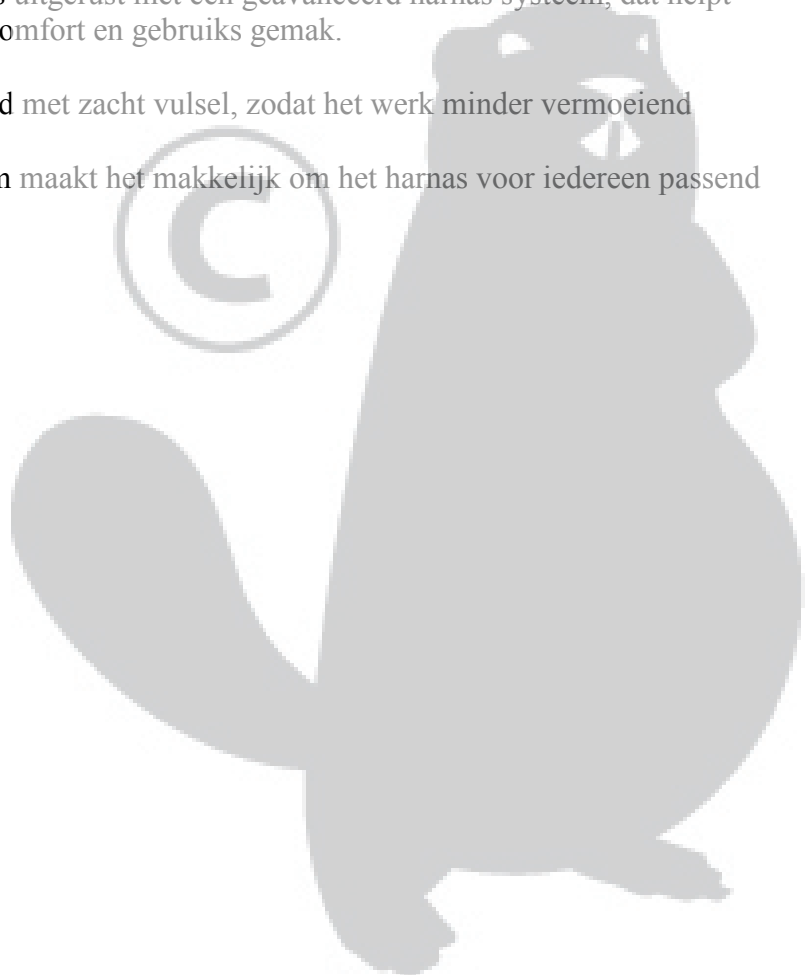 uitgerust met een geavanceerd harnas systeem, dat helpt
omfort en gebruiks gemak.
d met zacht vulsel, zodat het werk minder vermoeiend
maakt het makkelijk om het harnas voor iedereen passend
©